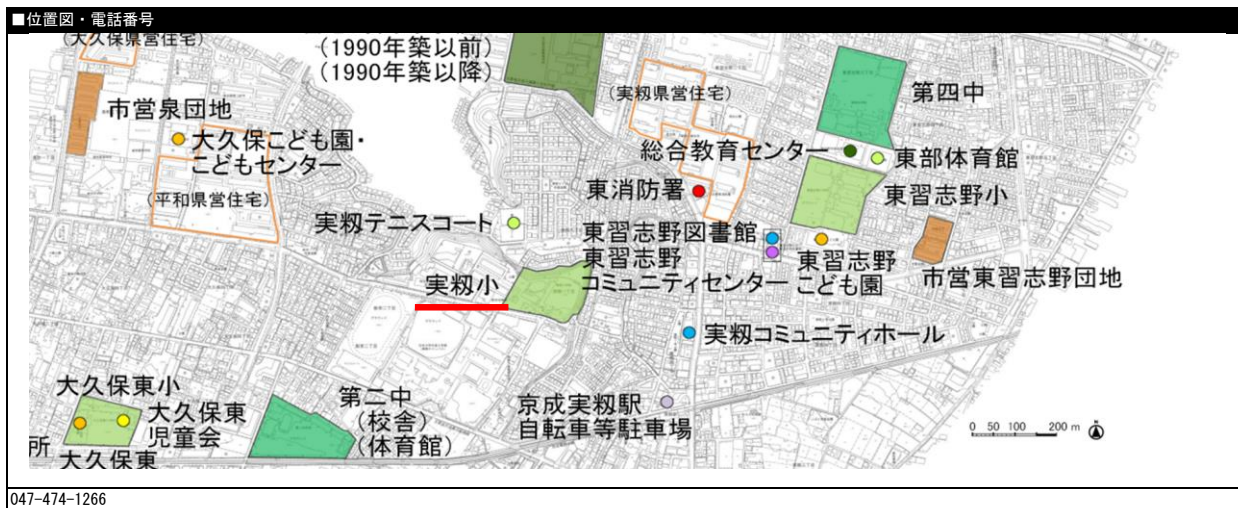 ■位置図・電話番号
(大久保県営住宅)
(1990年築以前)
(1990年築以降)
市営泉団地
大久保こども園・
こどもセンター
(平和県営住宅)
(実籾県営住宅)
第四中
総合教育センター
東部体育館
東消防署
東習志野小
実籾テニスコート
東習志野図書館
東習志野
コミュニティセンター
東習志野
こども園
市営東習志野団地
実籾小
実籾コミュニティホール
大久保東小
大久保東
児童会
第二中
(校舎)
(体育館)
京成実籾駅
自転車等駐車場
所
大久保東
0 50 100 200 m
047-474-1266